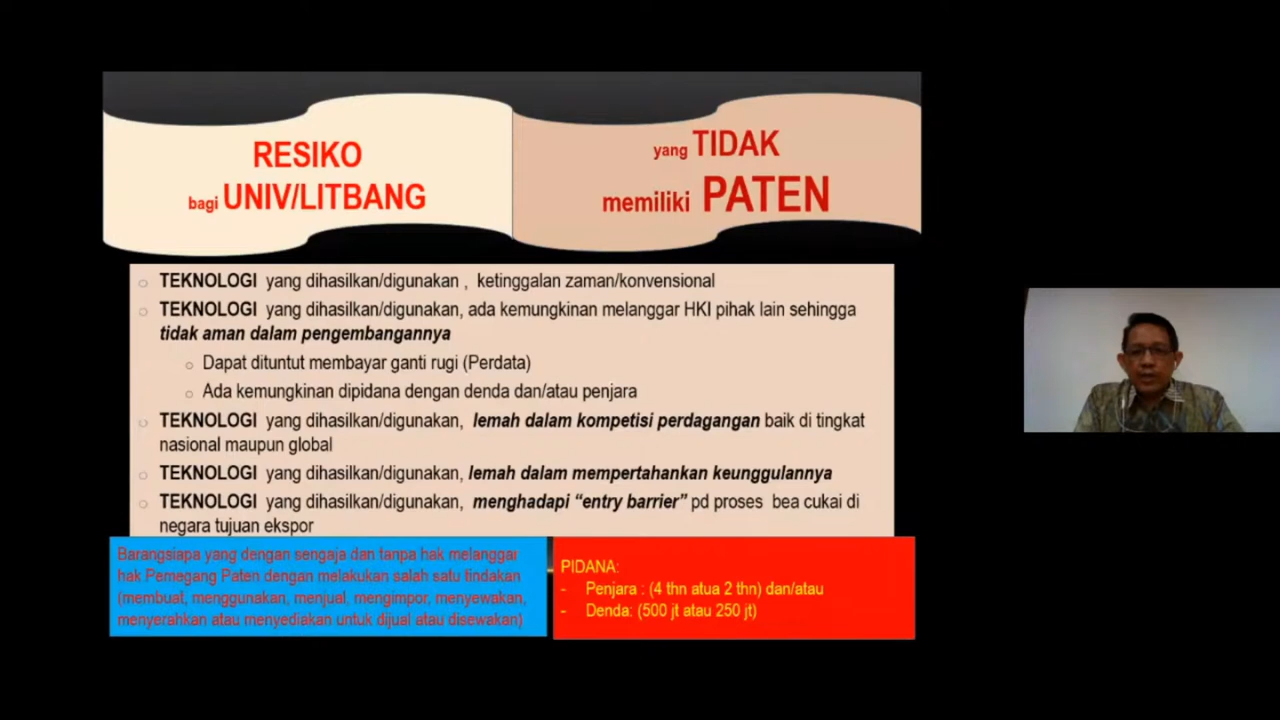 RESIKO
bagi UNIV/LITBANG
yang TIDAK
memiliki PATEN
TEKNOLOGI yang dihasilkan/digunakan , ketinggalan zaman/konvensional
TEKNOLOGI yang dihasilkan/digunakan, ada kemungkinan melanggar HKI pihak lain sehingga
tidak aman dalam pengembangannya
Dapat dituntut membayar ganti rugi (Perdata)
Ada kemungkinan dipidana dengan denda dan/atau penjara
TEKNOLOGI yang dihasilkan/digunakan, lemah dalam kompetisi perdagangan baik di tingkat
nasional maupun global
TEKNOLOGI yang dihasilkan/digunakan, lemah dalam mempertahankan keunggulannya
TEKNOLOGI yang dihasilkan/digunakan, menghadapi “entry barrier” pd proses bea cukai di
negara tujuan ekspor
Barangsiapa yang dengan sengaja dan tanpa hak melanggar
hak Pemegang Paten dengan melakukan salah satu tindakan
(membuat, menggunakan, menjual, mengimpor, menyewakan,
menyerahkan atau menyediakan untuk dijual atau disewakan)
PIDANA:
- Penjara : (4 thn atua 2 thn) dan/atau
- Denda: (500 jt atau 250 jt)